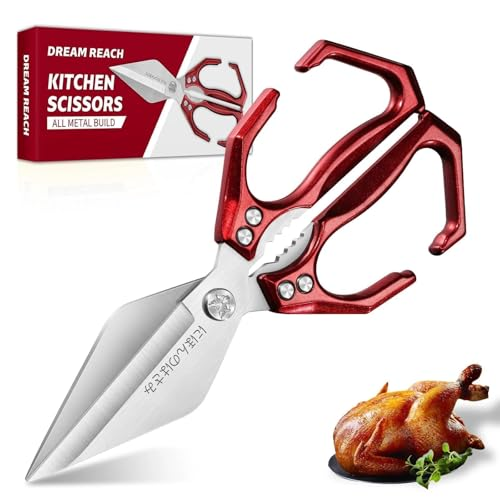 DREAM REACH
DREAM REACH
KITCHEN
SCISSORS
ALL METAL BUILD